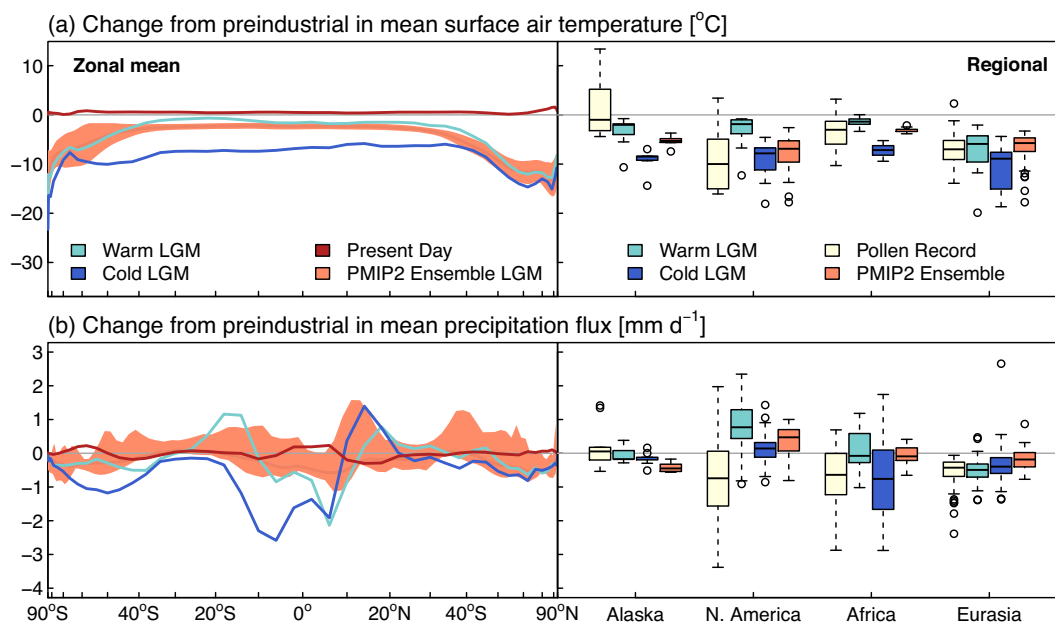 (a) Change from preindustrial in mean surface air temperature [°C]
Zonal mean
Regional
10
0
−10
−20
−30
Warm LGM
Present Day
Cold LGM
PMIP2 Ensemble LGM
Warm LGM
Pollen Record
Cold LGM
PMIP2 Ensemble
(b) Change from preindustrial in mean precipitation flux [mm d⁻¹]
3
2
1
0
−1
−2
−3
−4
90°S 40°S 20°S 0° 20°N 40°S 90°N
Alaska N. America Africa Eurasia